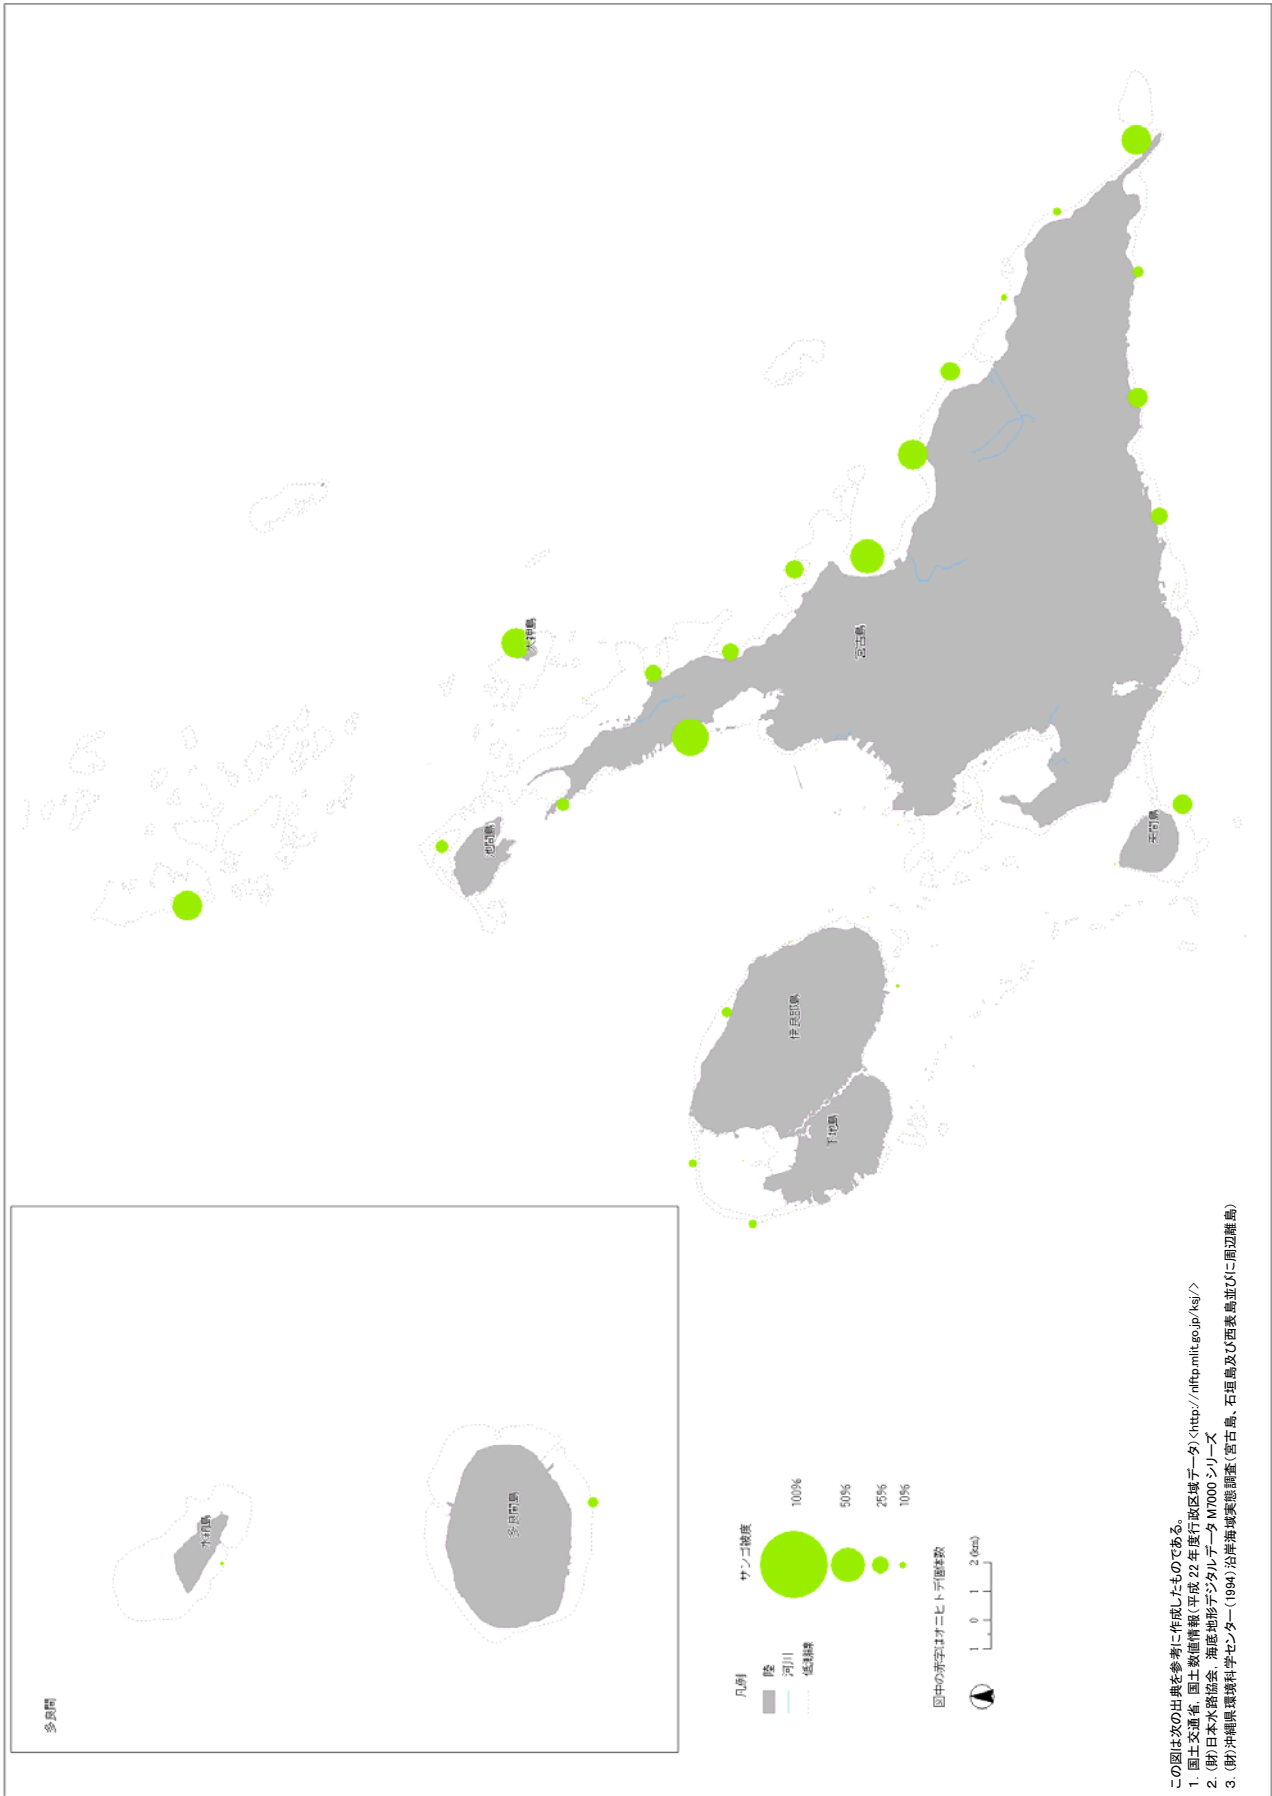 多良間
水納島
多良間島
池間島
大神島
宮古島
伊良部島
下地島
来間島
凡例
陸
河川
低潮線
サンゴ被度
100%
50%
25%
10%
図中の赤字はオニヒトデ個体数
1 0 1 2 (km)
この図は次の出典を参考に作成したものである。
1. 国土交通省, 国土数値情報(平成 22 年度行政区域データ)<http://nlftp.mlit.go.jp/ksj/>
2. (財)日本水路協会, 海底地形デジタルデータ M7000 シリーズ
3. (財)沖縄県環境科学センター(1994) 沿岸海域実態調査(宮古島、石垣島及び西表島並びに周辺離島)